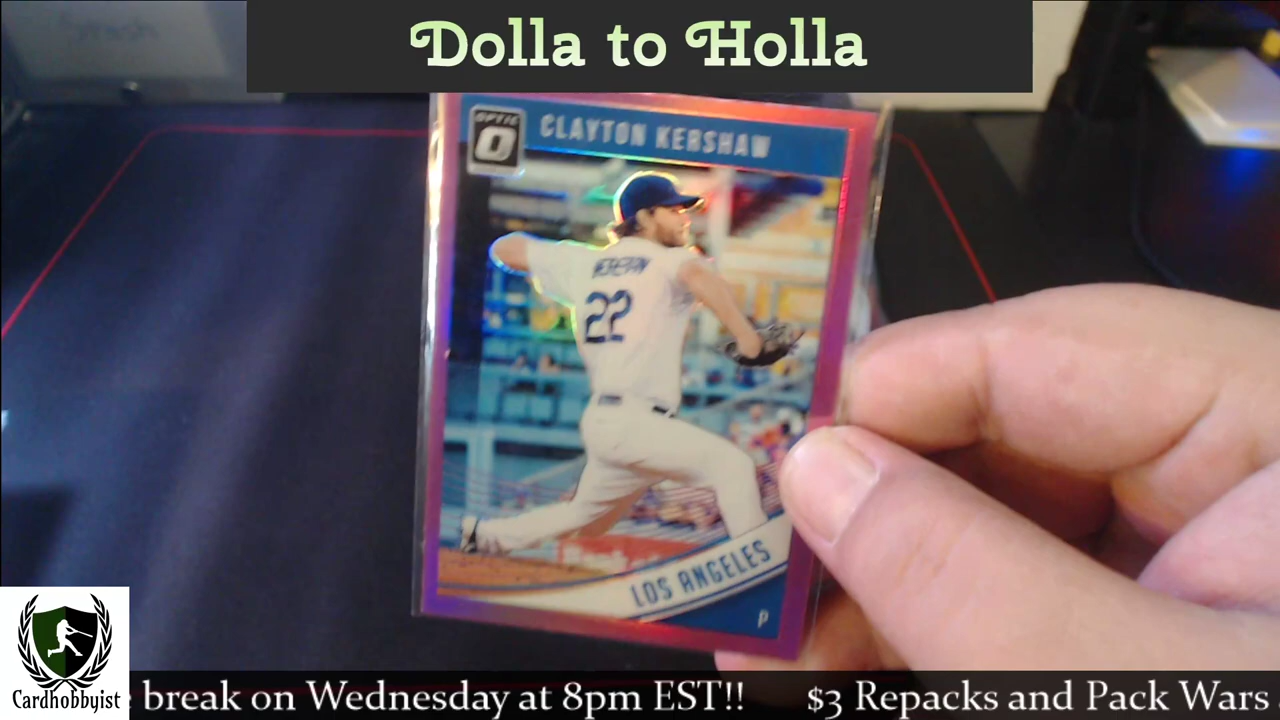 Dolla to Holla
OPTIC
CLAYTON KERSHAW
22
LOS ANGELES
P
Cardhobbyist
break on Wednesday at 8pm EST!! $3 Repacks and Pack Wars